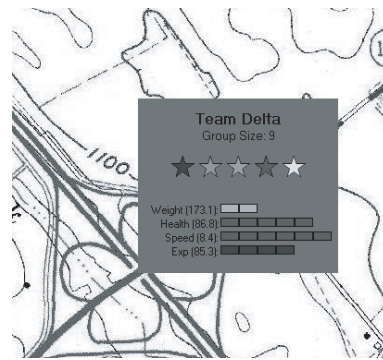 Team Delta
Group Size: 9
1100
Weight (173.1):
Health (86.8):
Speed (8.4):
Exp (85.3):